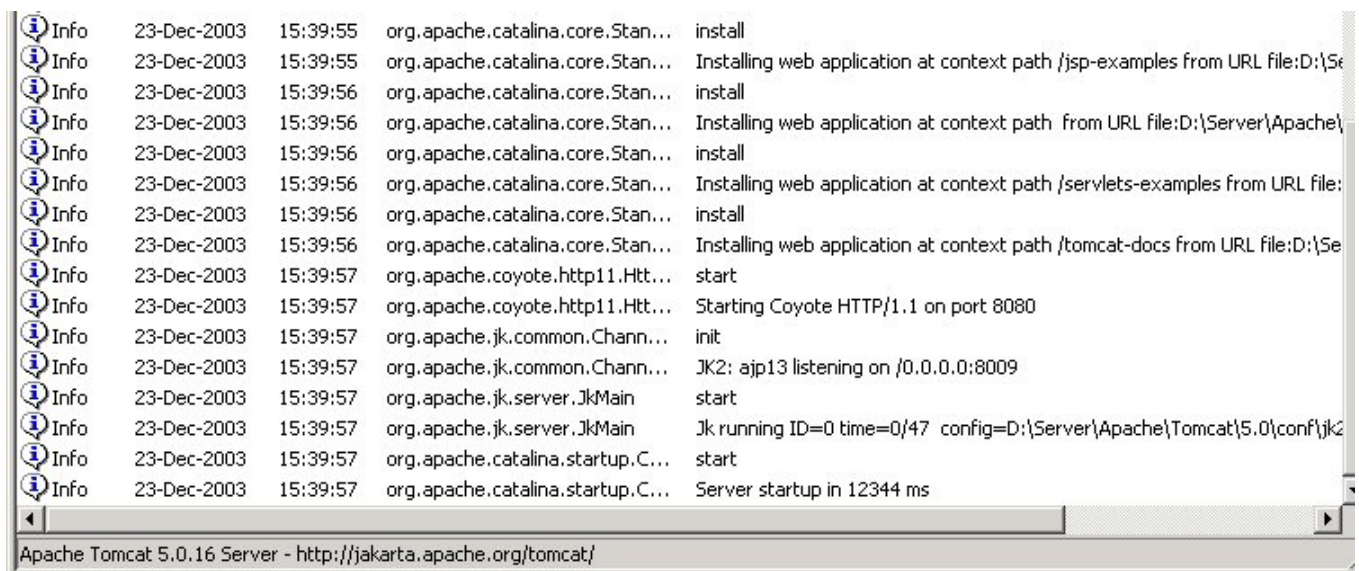 Info 23-Dec-2003 15:39:55 org.apache.catalina.core.Stan... install
Info 23-Dec-2003 15:39:55 org.apache.catalina.core.Stan... Installing web application at context path /jsp-examples from URL file:D:\Se
Info 23-Dec-2003 15:39:56 org.apache.catalina.core.Stan... install
Info 23-Dec-2003 15:39:56 org.apache.catalina.core.Stan... Installing web application at context path  from URL file:D:\Server\Apache\
Info 23-Dec-2003 15:39:56 org.apache.catalina.core.Stan... install
Info 23-Dec-2003 15:39:56 org.apache.catalina.core.Stan... Installing web application at context path /servlets-examples from URL file:
Info 23-Dec-2003 15:39:56 org.apache.catalina.core.Stan... install
Info 23-Dec-2003 15:39:56 org.apache.catalina.core.Stan... Installing web application at context path /tomcat-docs from URL file:D:\Se
Info 23-Dec-2003 15:39:57 org.apache.coyote.http11.Htt... start
Info 23-Dec-2003 15:39:57 org.apache.coyote.http11.Htt... Starting Coyote HTTP/1.1 on port 8080
Info 23-Dec-2003 15:39:57 org.apache.jk.common.Chann... init
Info 23-Dec-2003 15:39:57 org.apache.jk.common.Chann... JK2: ajp13 listening on /0.0.0.0:8009
Info 23-Dec-2003 15:39:57 org.apache.jk.server.JkMain start
Info 23-Dec-2003 15:39:57 org.apache.jk.server.JkMain Jk running ID=0 time=0/47  config=D:\Server\Apache\Tomcat\5.0\conf\jk2
Info 23-Dec-2003 15:39:57 org.apache.catalina.startup.C... start
Info 23-Dec-2003 15:39:57 org.apache.catalina.startup.C... Server startup in 12344 ms
Apache Tomcat 5.0.16 Server - http://jakarta.apache.org/tomcat/